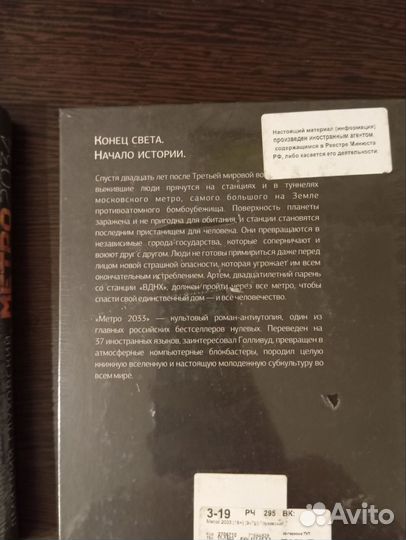 Настоящий материал (информация)
произведен иностранным агентом,
содержащимся в Реестре Минюста
РФ, либо касается его деятельности.
Конец света.
Начало истории.
Спустя двадцать лет после Третьей мировой
выжившие люди прячутся на станциях и в туннелях
московского метро, самого большого на Земле
противоатомного бомбоубежища. Поверхность планеты
заражена и не пригодна для обитания, и станции становятся
последним пристанищем для человека. Они превращаются в
независимые города-государства, которые соперничают и
воюют друг с другом. Люди не готовы примириться даже перед
лицом новой страшной опасности, которая угрожает им всем
окончательным истреблением. Артём, двадцатилетний парень
со станции «ВДНХ», должен пройти через все метро, чтобы
спасти свой единственный дом — и все человечество.
«Метро 2033» — культовый роман-антиутопия, один из
главных российских бестселлеров нулевых. Переведен на
37 иностранных языков, заинтересовал Голливуд, превращен в
атмосферные компьютерные блокбастеры, породил целую
книжную вселенную и настоящую молодежную субкультуру во
всем мире.
МЕТРО 2034
3-19 РЧ 295 ВК:
Avito